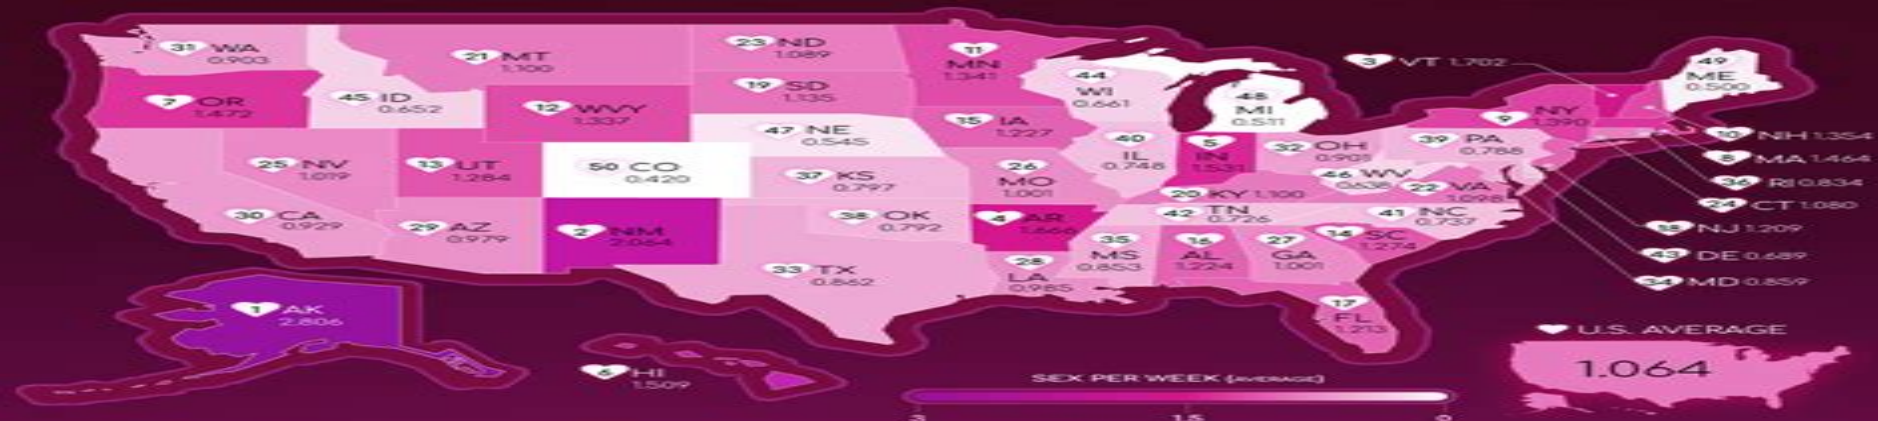 31 WA
0.903
21 MT
1.100
23 ND
1.089
11
MN
1.341
3 VT 1.702
49
ME
0.500
7 OR
1.472
45 ID
0.652
12 WY
1.337
19 SD
1.135
44
WI
0.661
48
MI
0.511
9 NY
1.390
10 NH 1.354
8 MA 1.464
36 RI 0.834
24 CT 1.080
18 NJ 1.209
43 DE 0.689
34 MD 0.859
47 NE
0.545
15 IA
1.227
40
IL
0.748
5
IN
1.531
32 OH
0.901
39 PA
0.788
25 NV
1.019
13 UT
1.284
50 CO
0.420
37 KS
0.797
26
MO
1.001
20 KY 1.100
46 WV
0.638
22 VA
1.098
30 CA
0.929
29 AZ
0.979
2 NM
2.064
38 OK
0.792
4 AR
1.666
42 TN
0.726
41 NC
0.737
33 TX
0.862
28
LA
0.985
35
MS
0.853
16
AL
1.224
27
GA
1.001
14 SC
1.274
17
FL
1.213
1 AK
2.806
6 HI
1.509
SEX PER WEEK (AVERAGE)
3 1.5 0
U.S. AVERAGE
1.064